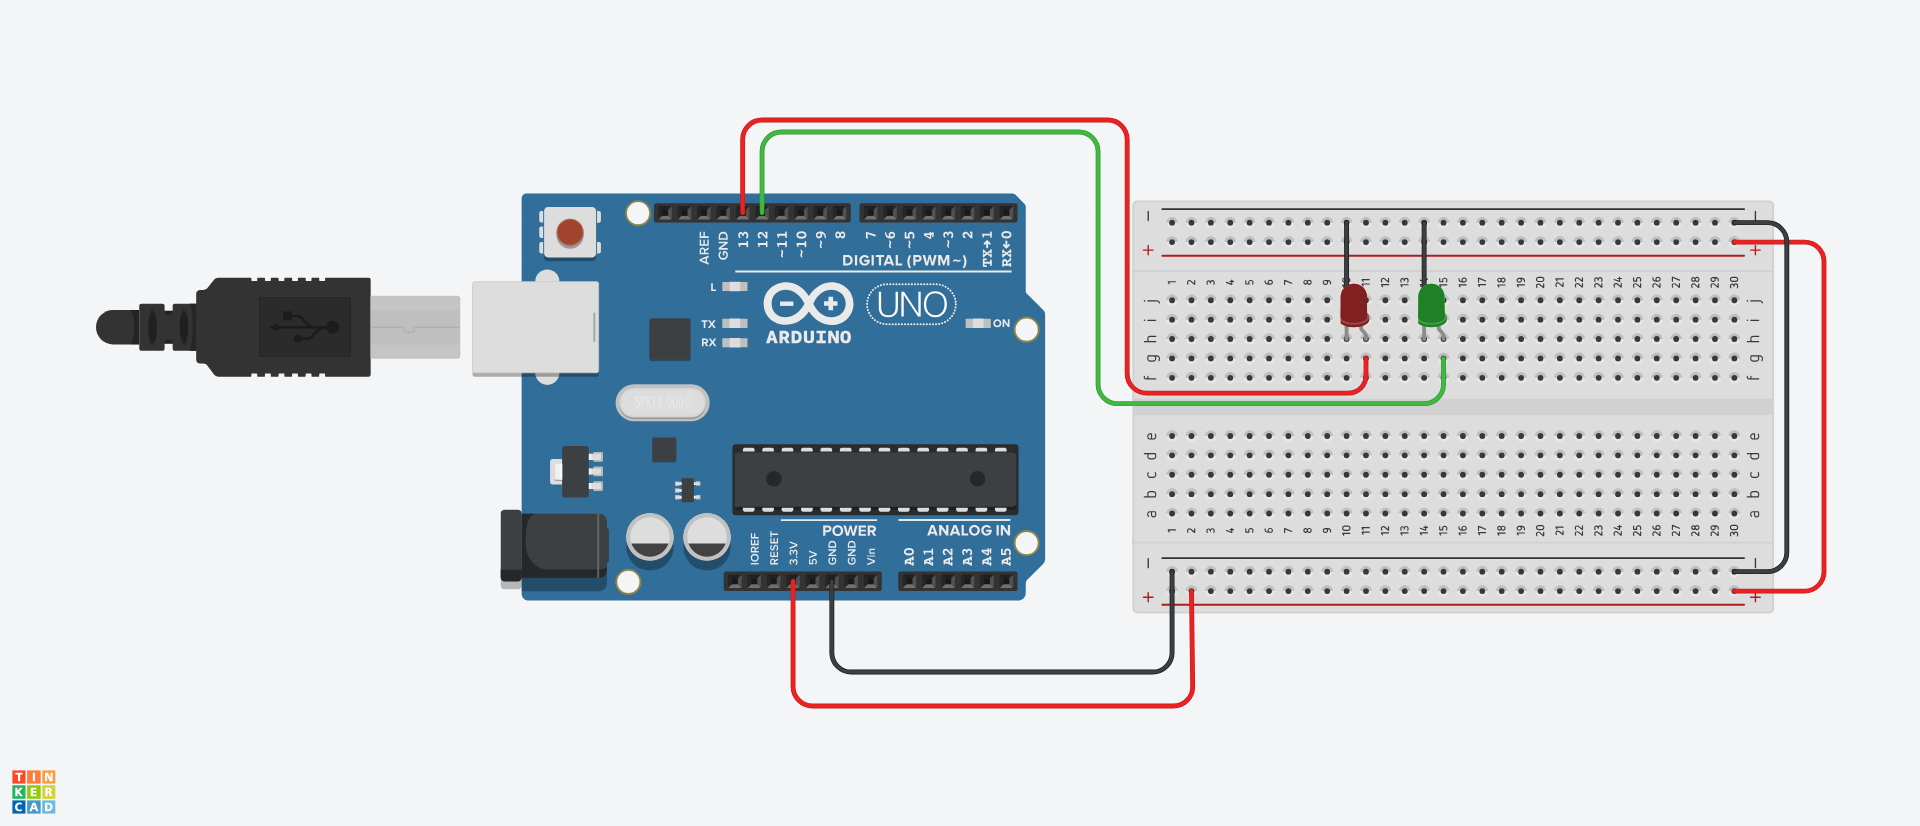 AREF
GND
13
12
~11
~10
~9
8
7
~6
~5
4
~3
2
TX→1
RX←0
DIGITAL (PWM~)
L
TX
RX
ARDUINO
UNO
ON
SPK16.000G
POWER
ANALOG IN
IOREF
RESET
3.3V
5V
GND
GND
Vin
A0
A1
A2
A3
A4
A5
− −
+ +
1 2 3 4 5 6 7 8 9 10 11 12 13 14 15 16 17 18 19 20 21 22 23 24 25 26 27 28 29 30
j j
i i
h h
g g
f f
e e
d d
c c
b b
a a
1 2 3 4 5 6 7 8 9 10 11 12 13 14 15 16 17 18 19 20 21 22 23 24 25 26 27 28 29 30
− −
+ +
TIN
KER
CAD